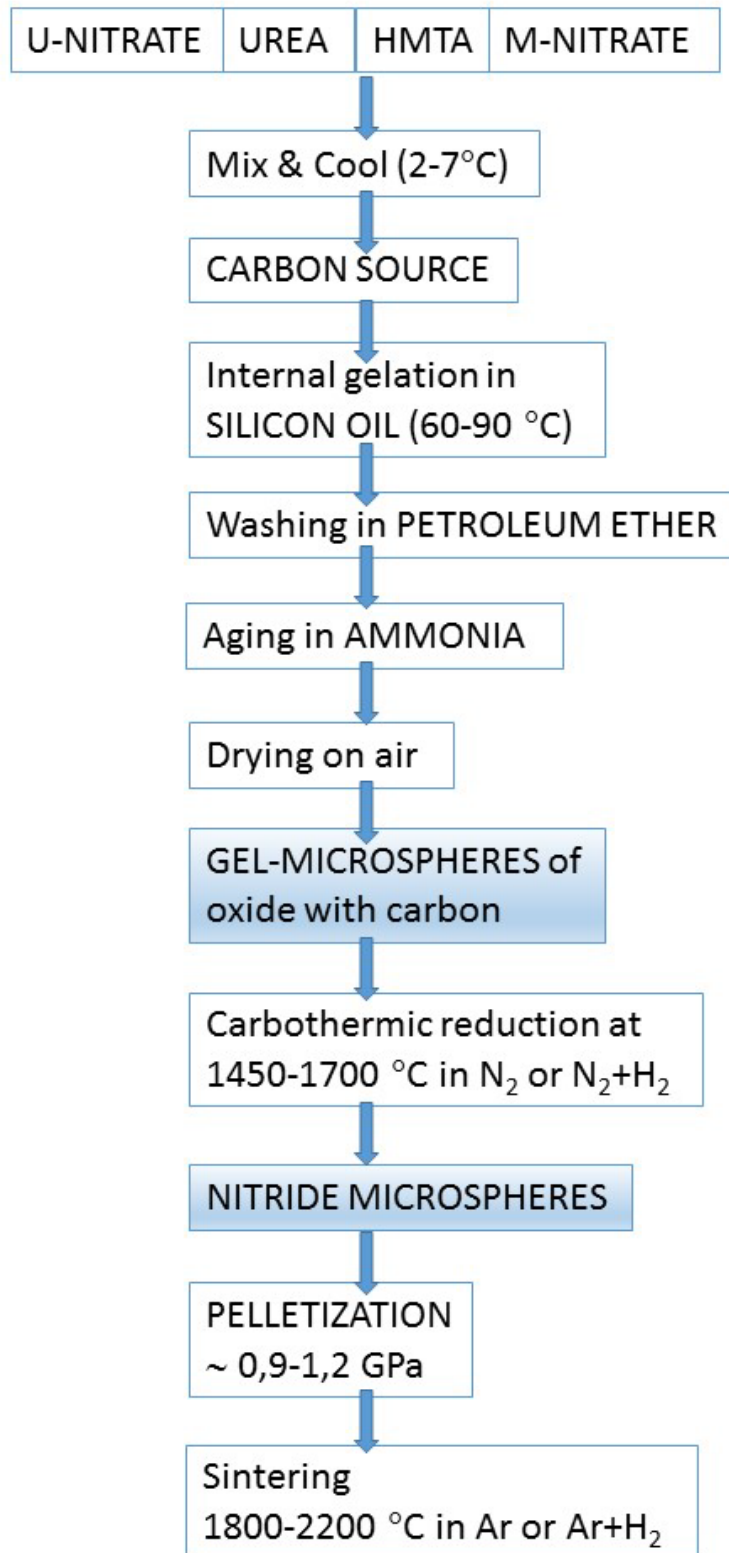 U-NITRATE UREA HMTA M-NITRATE
Mix & Cool (2-7°C)
CARBON SOURCE
Internal gelation in
SILICON OIL (60-90 °C)
Washing in PETROLEUM ETHER
Aging in AMMONIA
Drying on air
GEL-MICROSPHERES of
oxide with carbon
Carbothermic reduction at
1450-1700 °C in N₂ or N₂+H₂
NITRIDE MICROSPHERES
PELLETIZATION
~ 0,9-1,2 GPa
Sintering
1800-2200 °C in Ar or Ar+H₂